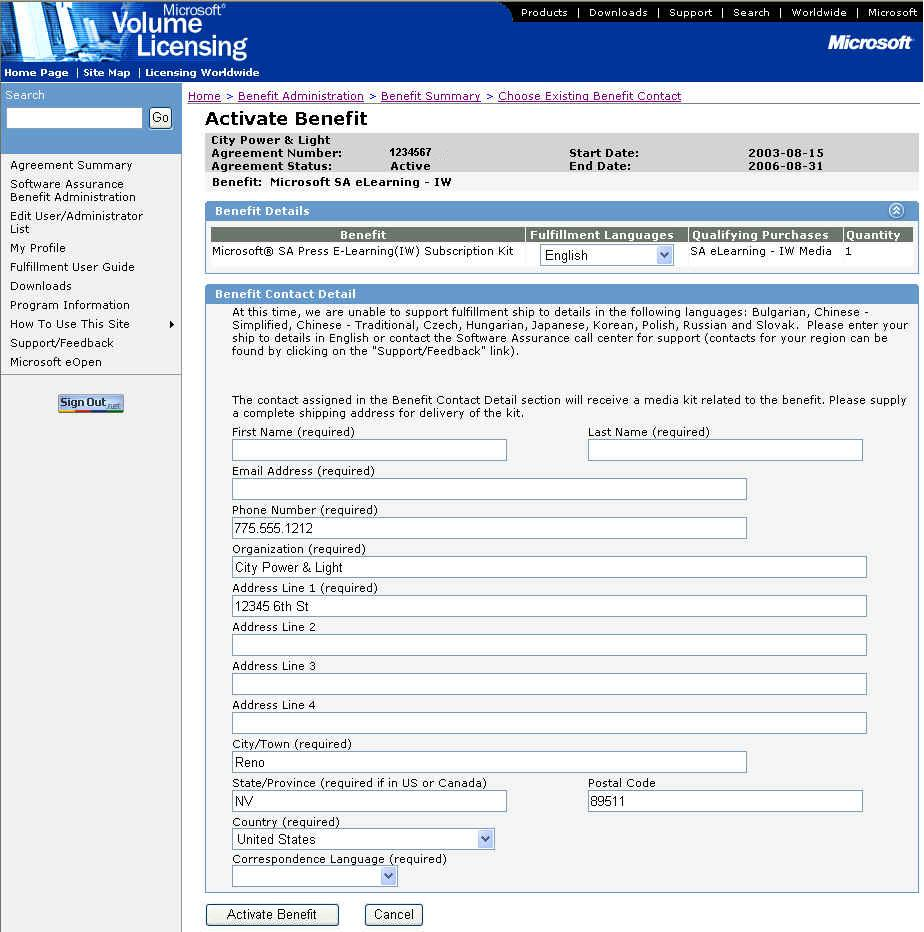 Microsoft®
Volume
Licensing
Products | Downloads | Support | Search | Worldwide | Microsoft
Microsoft
Home Page | Site Map | Licensing Worldwide
Search
Go
Agreement Summary
Software Assurance
Benefit Administration
Edit User/Administrator
List
My Profile
Fulfillment User Guide
Downloads
Program Information
How To Use This Site
Support/Feedback
Microsoft eOpen
Sign Out .net
Home > Benefit Administration > Benefit Summary > Choose Existing Benefit Contact
Activate Benefit
City Power & Light
Agreement Number: 1234567 Start Date: 2003-08-15
Agreement Status: Active End Date: 2006-08-31
Benefit: Microsoft SA eLearning - IW
Benefit Details
Benefit Fulfillment Languages Qualifying Purchases Quantity
Microsoft® SA Press E-Learning(IW) Subscription Kit English SA eLearning - IW Media 1
Benefit Contact Detail
At this time, we are unable to support fulfillment ship to details in the following languages: Bulgarian, Chinese -
Simplified, Chinese - Traditional, Czech, Hungarian, Japanese, Korean, Polish, Russian and Slovak. Please enter your
ship to details in English or contact the Software Assurance call center for support (contacts for your region can be
found by clicking on the "Support/Feedback" link).
The contact assigned in the Benefit Contact Detail section will receive a media kit related to the benefit. Please supply
a complete shipping address for delivery of the kit.
First Name (required) Last Name (required)
Email Address (required)
Phone Number (required)
775.555.1212
Organization (required)
City Power & Light
Address Line 1 (required)
12345 6th St
Address Line 2
Address Line 3
Address Line 4
City/Town (required)
Reno
State/Province (required if in US or Canada) Postal Code
NV 89511
Country (required)
United States
Correspondence Language (required)
Activate Benefit Cancel